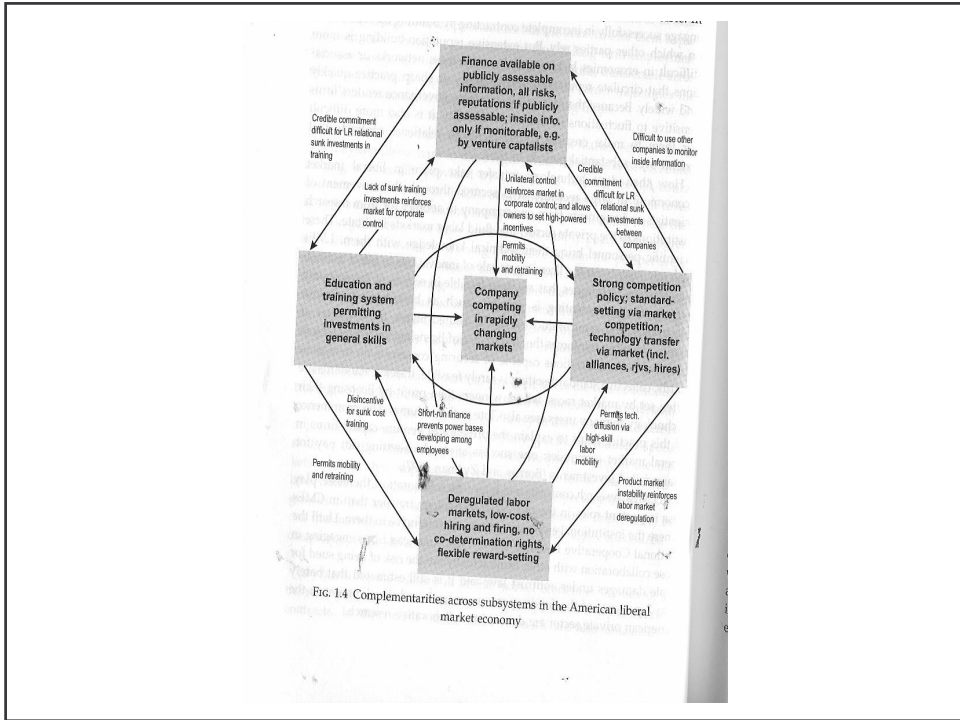 Finance available on
publicly assessable
information, all risks,
reputations if publicly
assessable; inside info.
only if monitorable, e.g.
by venture captalists
Credible commitment
difficult for LR relational
sunk investments in
training
Difficult to use other
companies to monitor
inside information
Lack of sunk training
investments reinforces
market for corporate
control
Unilateral control
reinforces market in
corporate control; and allows
owners to set high-powered
incentives
Credible
commitment
difficult for LR
relational sunk
investments
between
companies
Permits
mobility
and retraining
Education and
training system
permitting
investments in
general skills
Company
competing
in rapidly
changing
markets
Strong competition
policy; standard-
setting via market
competition;
technology transfer
via market (incl.
alliances, rjvs, hires)
Disincentive
for sunk cost
training
Short-run finance
prevents power bases
developing among
employees
Permits tech.
diffusion via
high-skill
labor
mobility
Permits mobility
and retraining
Product market
instability reinforces
labor market
deregulation
Deregulated labor
markets, low-cost
hiring and firing, no
co-determination rights,
flexible reward-setting
FIG. 1.4 Complementarities across subsystems in the American liberal
market economy